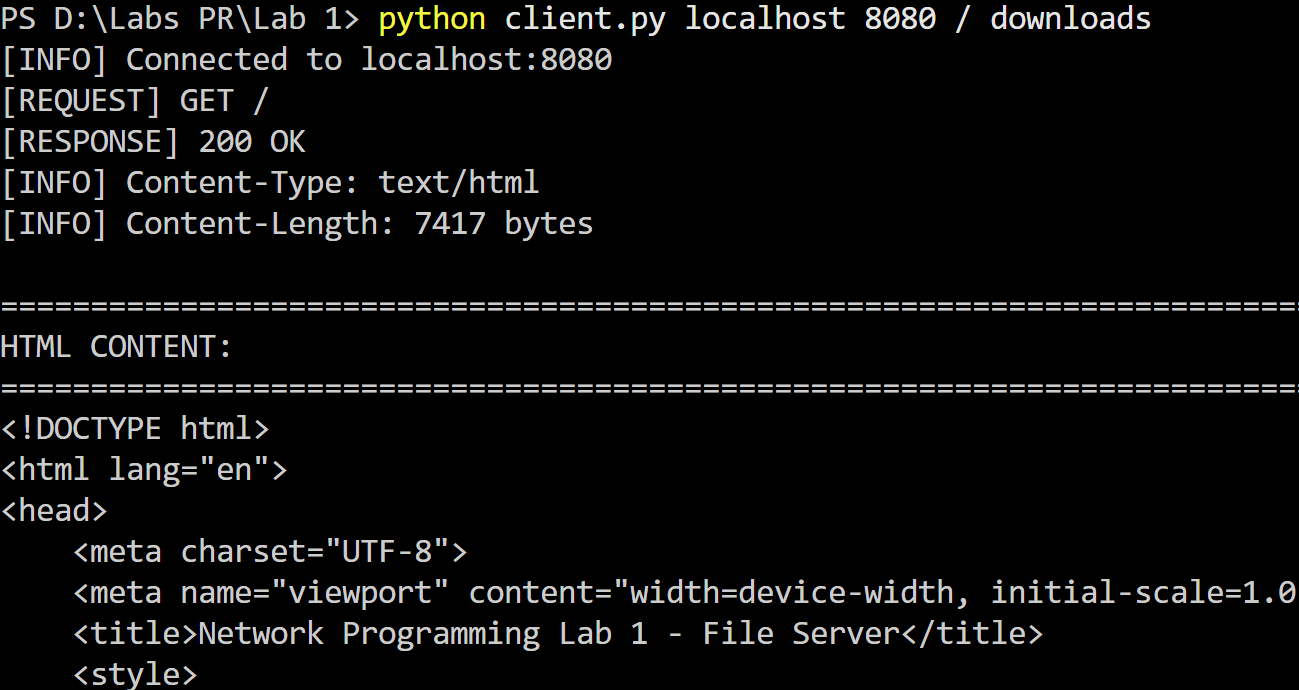 PS D:\Labs PR\Lab 1> python client.py localhost 8080 / downloads
[INFO] Connected to localhost:8080
[REQUEST] GET /
[RESPONSE] 200 OK
[INFO] Content-Type: text/html
[INFO] Content-Length: 7417 bytes
========================================================================
HTML CONTENT:
========================================================================
<!DOCTYPE html>
<html lang="en">
<head>
    <meta charset="UTF-8">
    <meta name="viewport" content="width=device-width, initial-scale=1.0
    <title>Network Programming Lab 1 - File Server</title>
    <style>